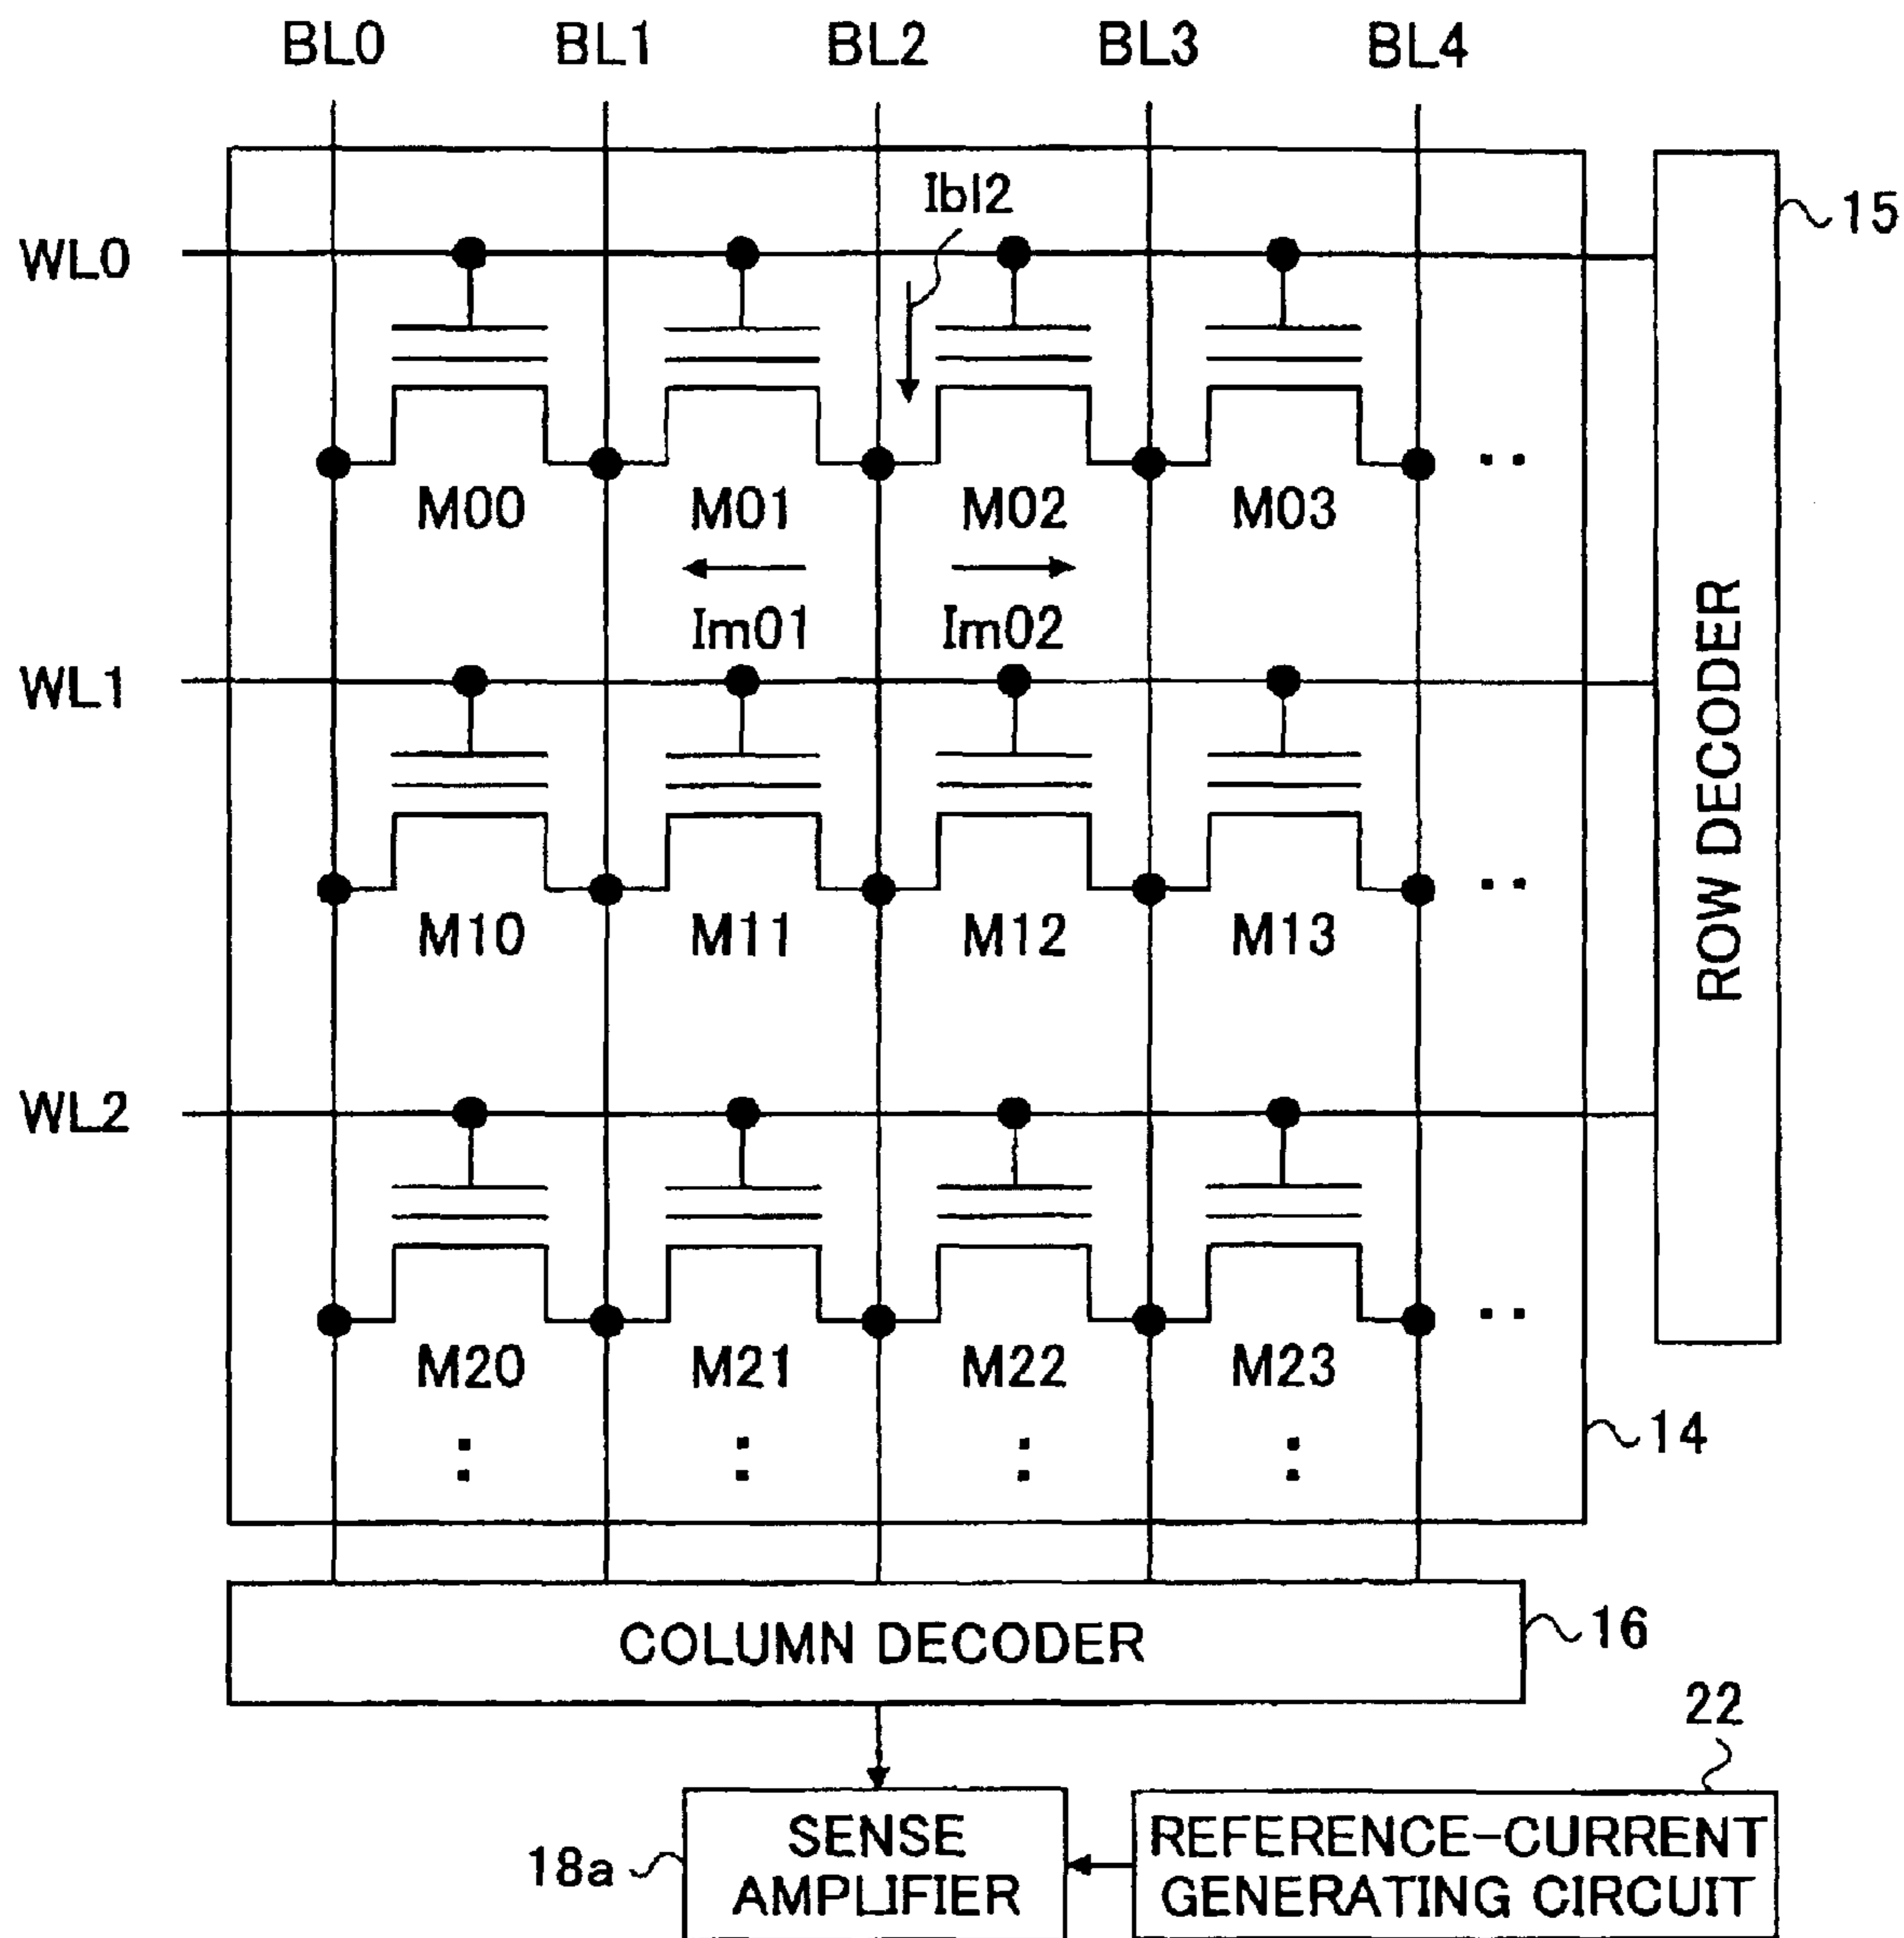 BL0 BL1 BL2 BL3 BL4
Ibl2
15
WL0
M00 M01 M02 M03
Im01 Im02
WL1
ROW DECODER
M10 M11 M12 M13
WL2
M20 M21 M22 M23
14
COLUMN DECODER
16
22
SENSE
AMPLIFIER
18a
REFERENCE-CURRENT
GENERATING CIRCUIT